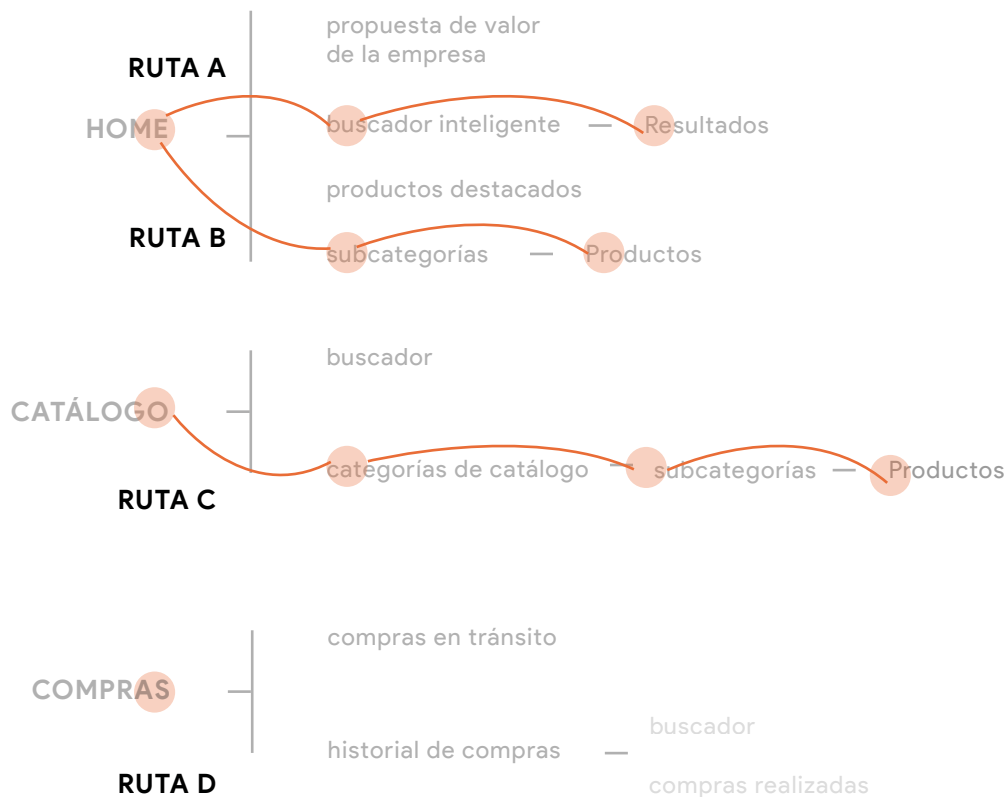 propuesta de valor
de la empresa
RUTA A
HOME
buscador inteligente — Resultados
productos destacados
RUTA B
subcategorías — Productos
buscador
CATÁLOGO
categorías de catálogo — subcategorías — Productos
RUTA C
compras en tránsito
COMPRAS
buscador
historial de compras —
RUTA D
compras realizadas